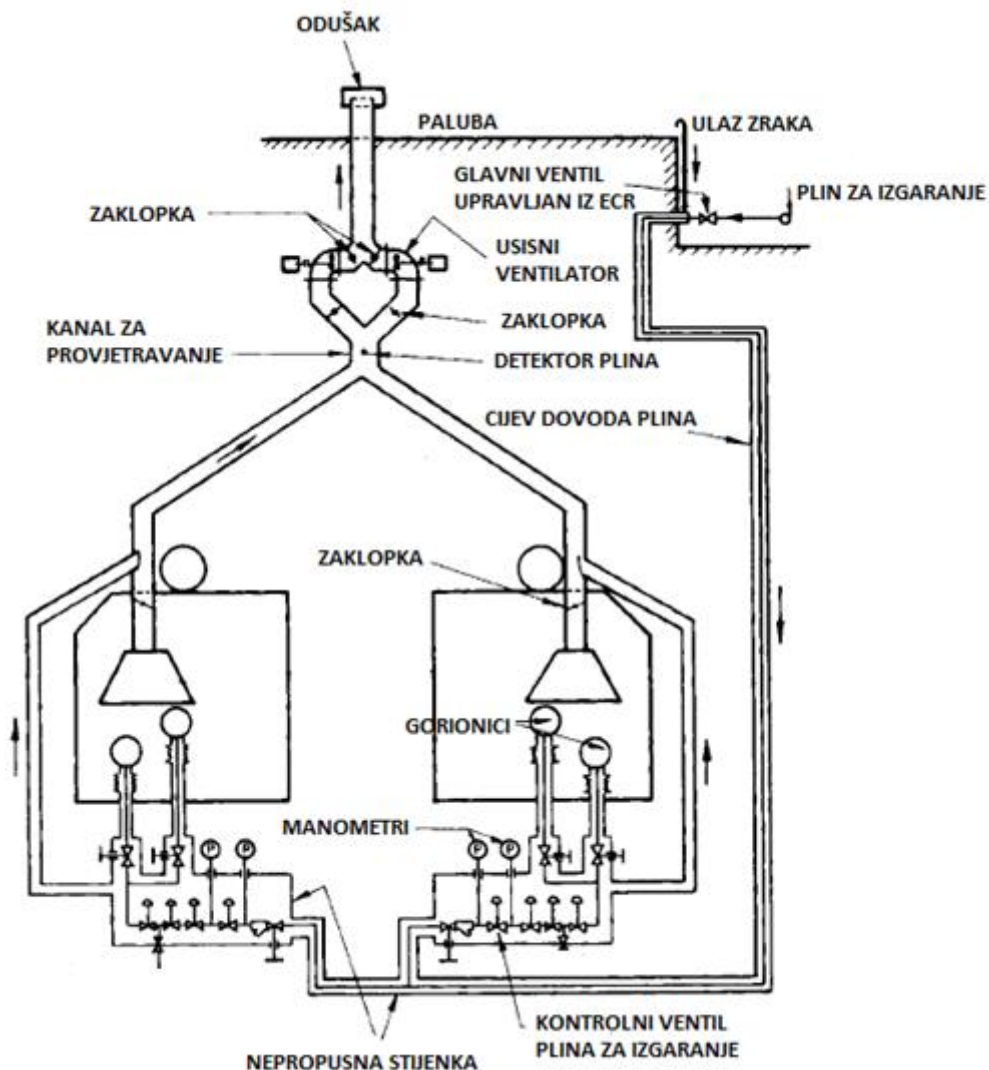 ODUŠAK
PALUBA
ULAZ ZRAKA
GLAVNI VENTIL
UPRAVLJAN IZ ECR
PLIN ZA IZGARANJE
ZAKLOPKA
USISNI
VENTILATOR
KANAL ZA
PROVJETRAVANJE
ZAKLOPKA
DETEKTOR PLINA
CIJEV DOVODA PLINA
ZAKLOPKA
GORIONICI
MANOMETRI
P
P
P
P
KONTROLNI VENTIL
PLINA ZA IZGARANJE
NEPROPUSNA STIJENKA